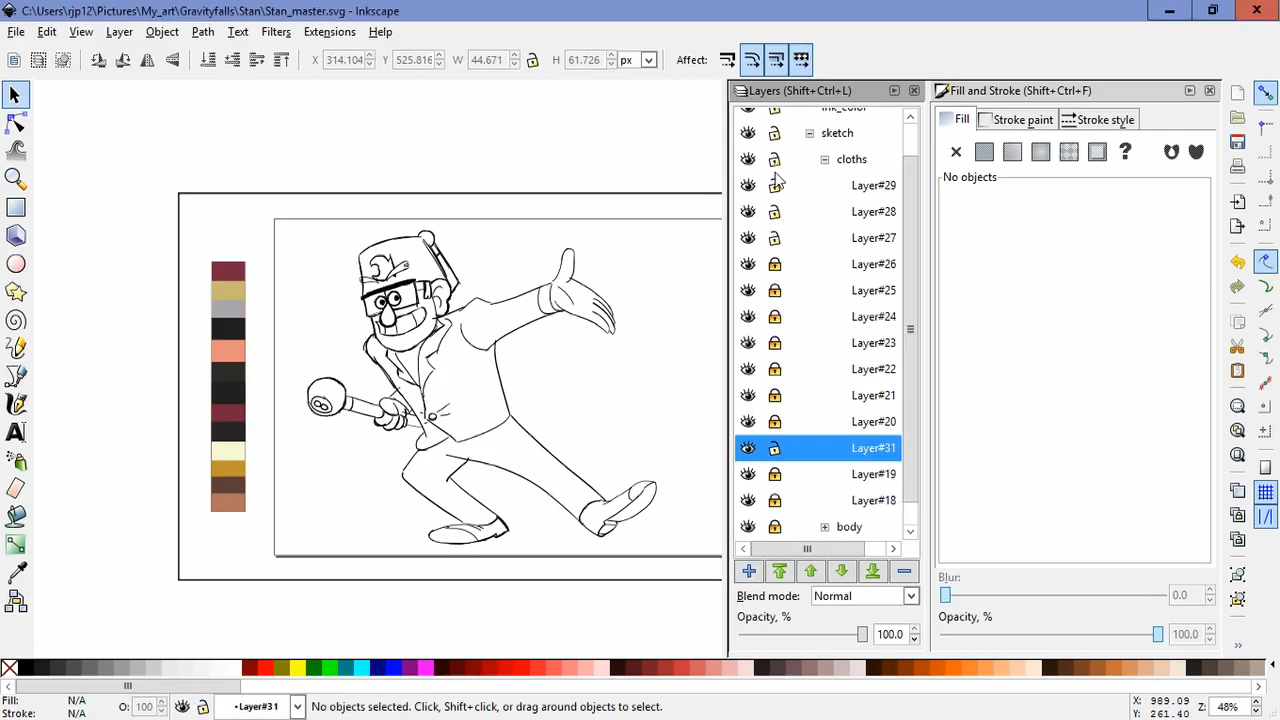 C:\Users\rjp12\Pictures\My_art\Gravityfalls\Stan\Stan_master.svg - Inkscape
File Edit View Layer Object Path Text Filters Extensions Help
X 314.104 Y 525.816 W 44.671 H 61.726 px Affect:
Layers (Shift+Ctrl+L)
Fill and Stroke (Shift+Ctrl+F)
ink_color
Fill Stroke paint Stroke style
sketch
cloths
No objects
Layer#29
Layer#28
Layer#27
Layer#26
Layer#25
Layer#24
Layer#23
Layer#22
Layer#21
Layer#20
Layer#31
Layer#19
Layer#18
body
Blur:
0.0
Blend mode: Normal
Opacity, %
100.0
Opacity, %
100.0
8
Fill: N/A
Stroke: N/A
O: 100
•Layer#31
No objects selected. Click, Shift+click, or drag around objects to select.
X: 989.09
Y: 261.40
Z: 48%